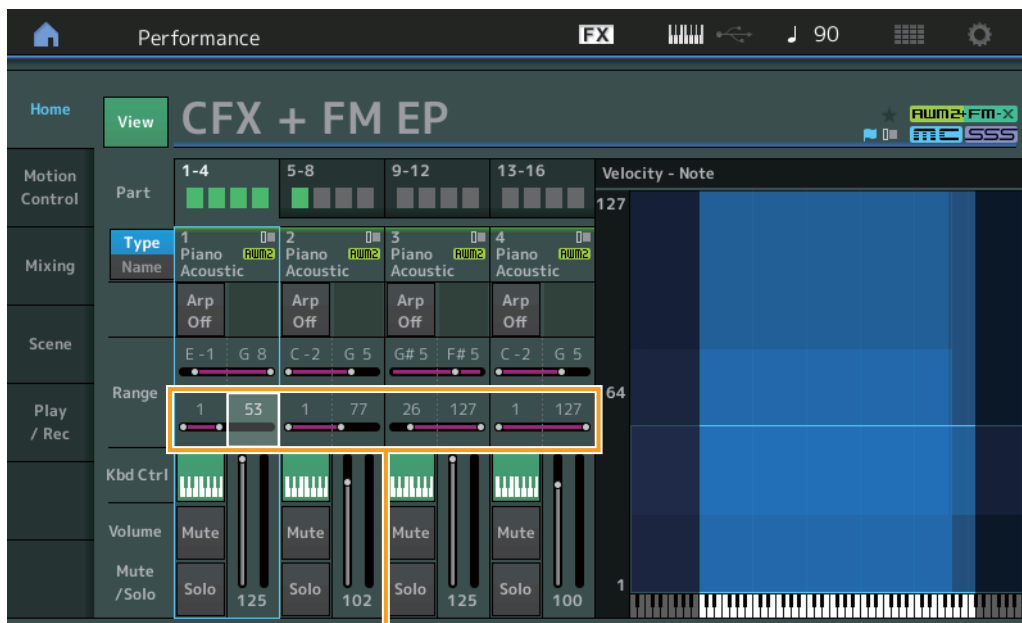 Performance FX 90
Home
View CFX + FM EP AWM2+FM-X
MC SSS
Motion Control
Part 1-4 5-8 9-12 13-16 Velocity - Note
127
Type 1 2 3 4
Name Piano AWM2 Piano AWM2 Piano AWM2 Piano AWM2
Acoustic Acoustic Acoustic Acoustic
Mixing
Arp Off Arp Off Arp Off Arp Off
Scene
E -1 G 8 C -2 G 5 G# 5 F# 5 C -2 G 5
Range 64
Play / Rec
1 53 1 77 26 127 1 127
Kbd Ctrl
Volume Mute Mute Mute Mute
Mute /Solo Solo 125 Solo 102 Solo 125 Solo 100 1